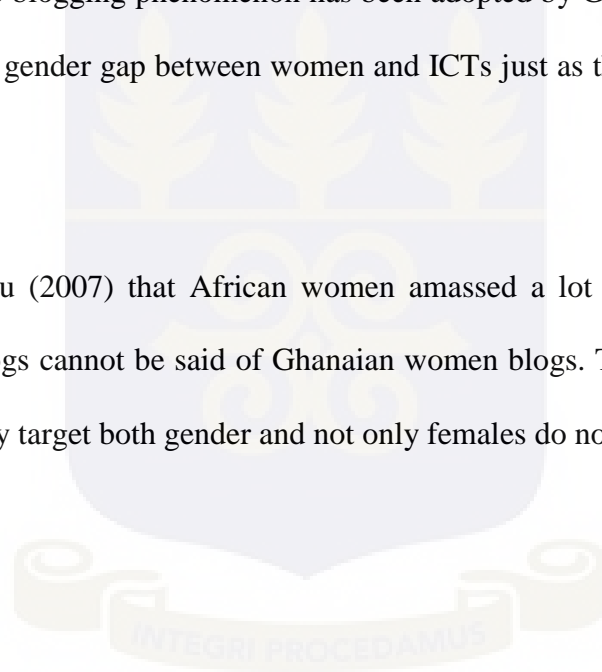 blogging phenomenon has been adopted by G
gender gap between women and ICTs just as t
u (2007) that African women amassed a lot
ogs cannot be said of Ghanaian women blogs. T
y target both gender and not only females do no
INTEGRI PROCEDAMUS